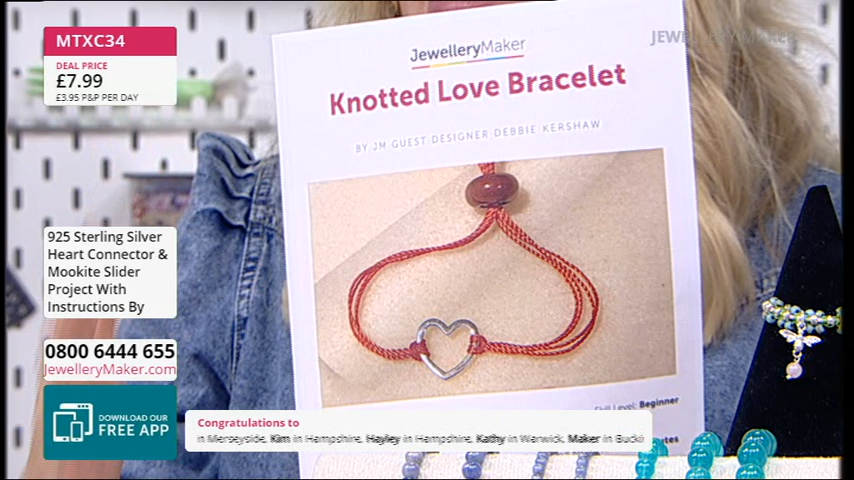 MTXC34
DEAL PRICE
£7.99
£3.95 P&P PER DAY
JewelleryMaker
Knotted Love Bracelet
BY JM GUEST DESIGNER DEBBIE KERSHAW
Skill Level: Beginner
925 Sterling Silver
Heart Connector &
Mookite Slider
Project With
Instructions By
0800 6444 655
JewelleryMaker.com
DOWNLOAD OUR
FREE APP
Congratulations to
in Merseyside, Kim in Hampshire, Hayley in Hampshire, Kathy in Warwick, Maker in Bucki